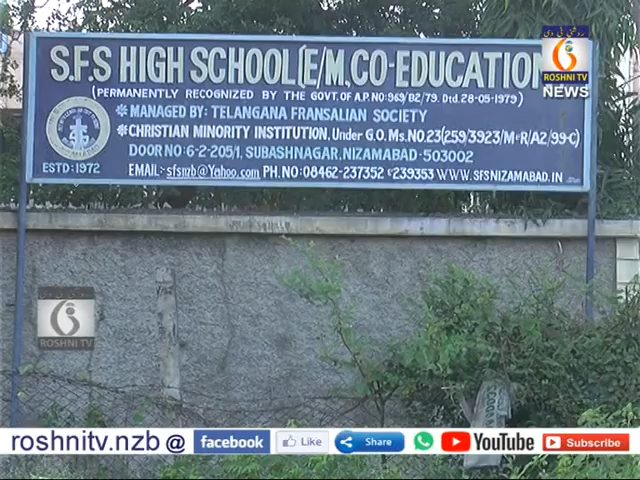 روشنی ٹی وی
ROSHNI TV
NEWS
S.F.S HIGH SCHOOL(E/M,CO-EDUCATION
(PERMANENTLY RECOGNIZED BY THE GOVT. OF A.P. NO:969/B2/79. Dtd.28-05-1979)
✻ MANAGED BY: TELANGANA FRANSALIAN SOCIETY
✻ CHRISTIAN MINORITY INSTITUTION, Under G.O.Ms.NO.23(259/3923/M&R/A2/99-C)
DOOR NO:6-2-205/1, SUBASHNAGAR, NIZAMABAD-503002
ESTD:1972
EMAIL:-sfsnzb@Yahoo.com PH.NO:08462-237352 & 239353 WWW.SFSNIZAMABAD.IN
ROSHNI TV
roshnitv.nzb @ facebook Like Share YouTube Subscribe